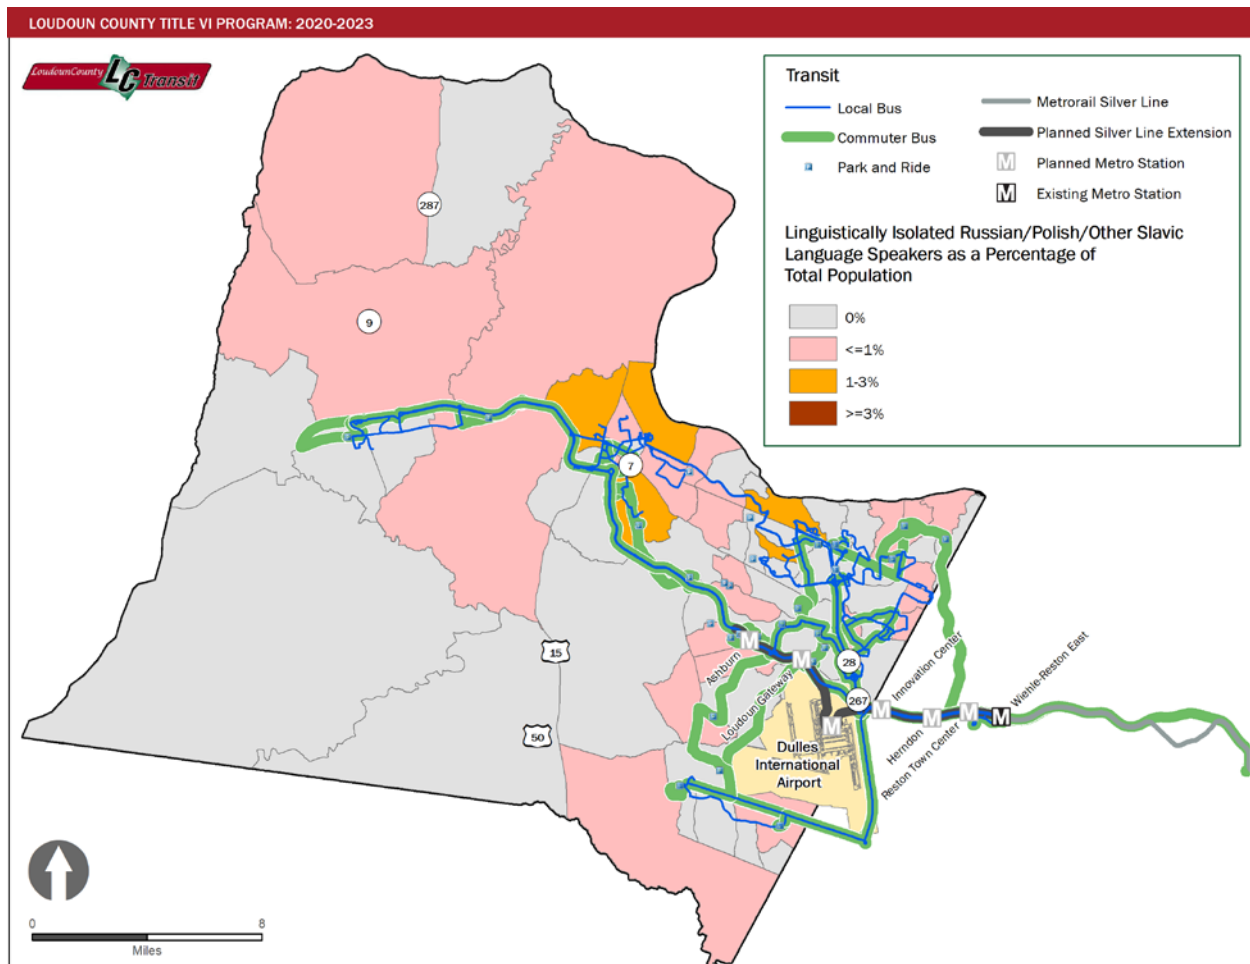 LOUDOUN COUNTY TITLE VI PROGRAM: 2020-2023
LoudounCounty LC Transit
Transit
Local Bus
Commuter Bus
Park and Ride
Metrorail Silver Line
Planned Silver Line Extension
M Planned Metro Station
M Existing Metro Station
Linguistically Isolated Russian/Polish/Other Slavic
Language Speakers as a Percentage of
Total Population
0%
<=1%
1-3%
>=3%
287
9
7
15
50
28
267
Ashburn
M
Loudoun Gateway
M
M
Dulles
International
Airport
Innovation Center
M
Herndon
M
Reston Town Center
M
Wiehle-Reston East
M
0
8
Miles